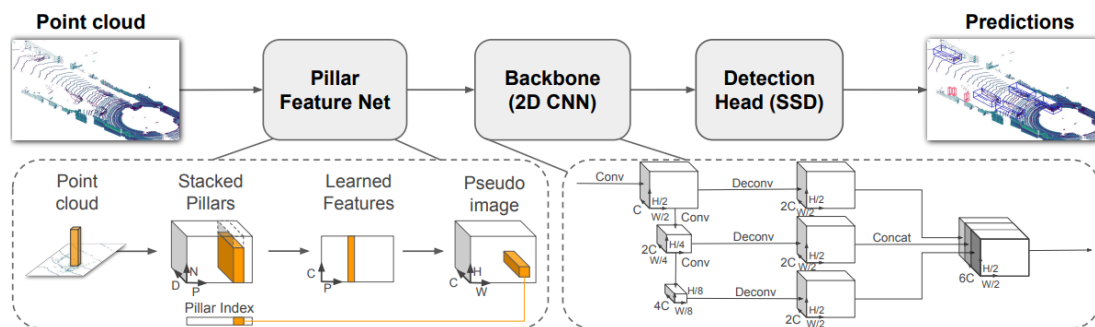 Point cloud
Predictions
Pillar
Feature Net
Backbone
(2D CNN)
Detection
Head (SSD)
Point
cloud
Stacked
Pillars
Learned
Features
Pseudo
image
D
N
P
C
P
C
H
W
Pillar Index
Conv
C
H/2
W/2
Conv
2C
H/4
W/4
Conv
4C
H/8
W/8
Deconv
Deconv
Deconv
2C
H/2
W/2
2C
H/2
W/2
2C
H/2
W/2
Concat
6C
H/2
W/2